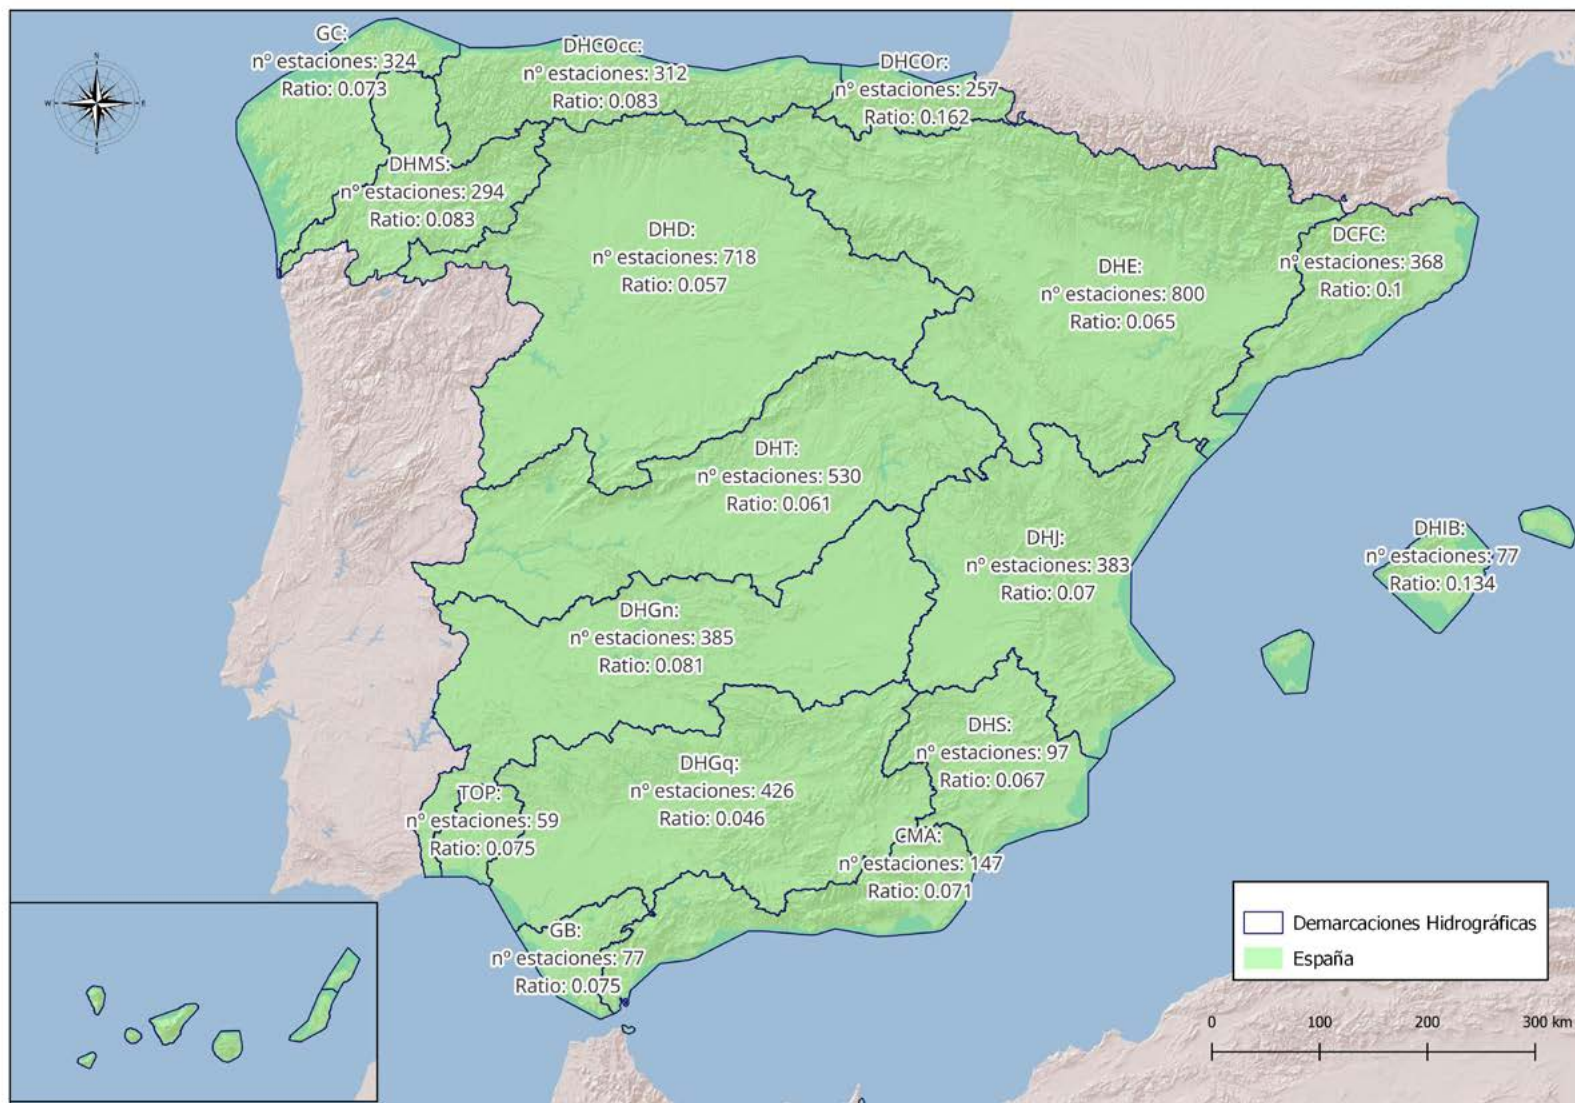 GC:
nº estaciones: 324
Ratio: 0.073
DHCOcc:
nº estaciones: 312
Ratio: 0.083
DHCOr:
nº estaciones: 257
Ratio: 0.162
N
W
E
S
DHMS:
nº estaciones: 294
Ratio: 0.083
DHD:
nº estaciones: 718
Ratio: 0.057
DHE:
nº estaciones: 800
Ratio: 0.065
DCFC:
nº estaciones: 368
Ratio: 0.1
DHT:
nº estaciones: 530
Ratio: 0.061
DHJ:
nº estaciones: 383
Ratio: 0.07
DHIB:
nº estaciones: 77
Ratio: 0.134
DHGn:
nº estaciones: 385
Ratio: 0.081
DHS:
nº estaciones: 97
Ratio: 0.067
DHGq:
nº estaciones: 426
Ratio: 0.046
TOP:
nº estaciones: 59
Ratio: 0.075
CMA:
nº estaciones: 147
Ratio: 0.071
GB:
nº estaciones: 77
Ratio: 0.075
Demarcaciones Hidrográficas
España
0 100 200 300 km